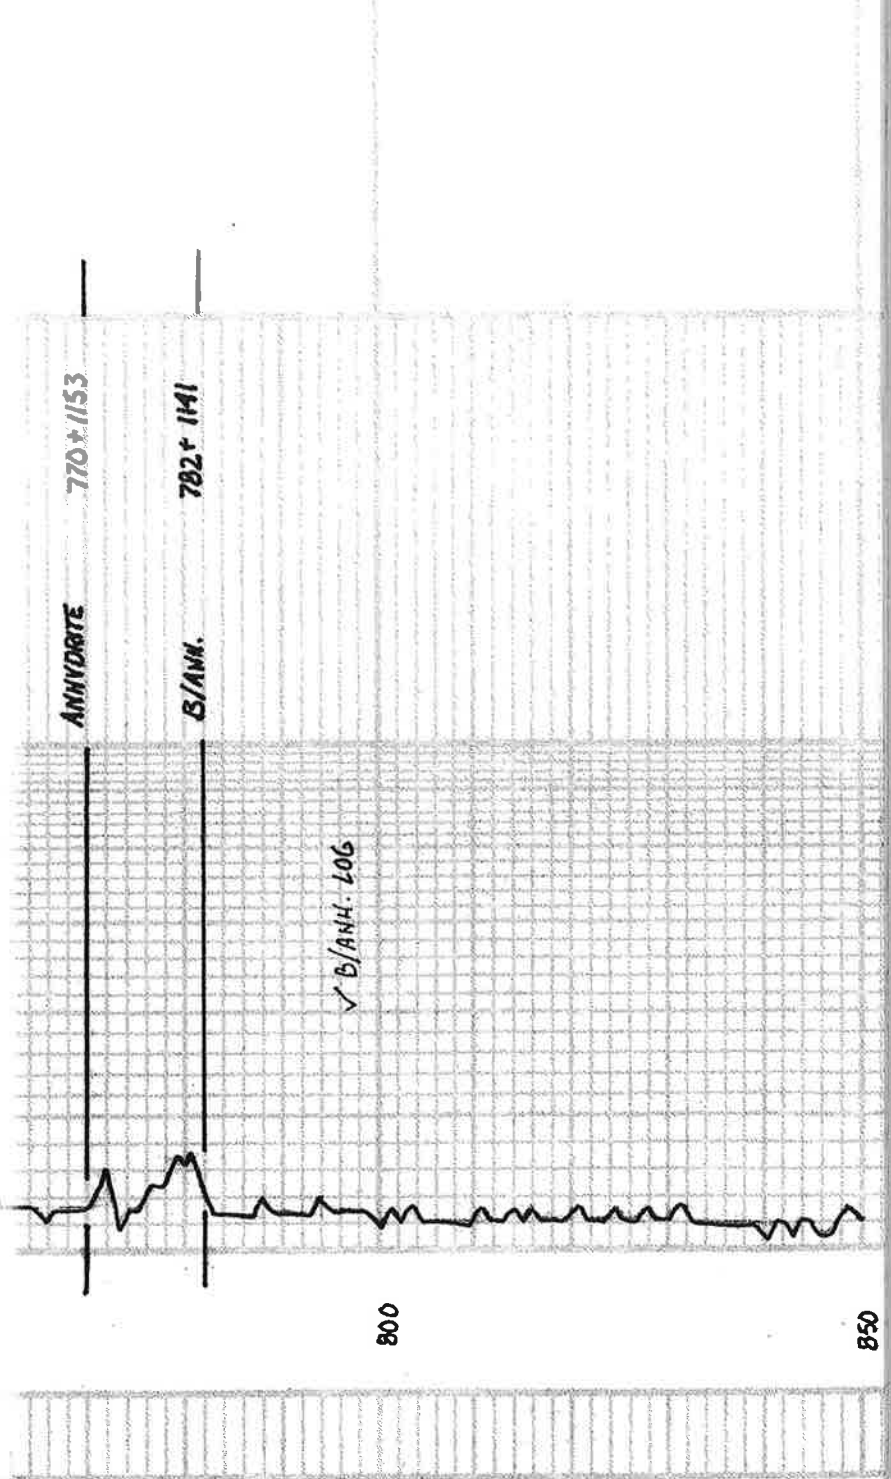 ANHYDRITE 770 + 1153
B/ANH. 782 + 1141
✓ B/ANH. LOG
800
850